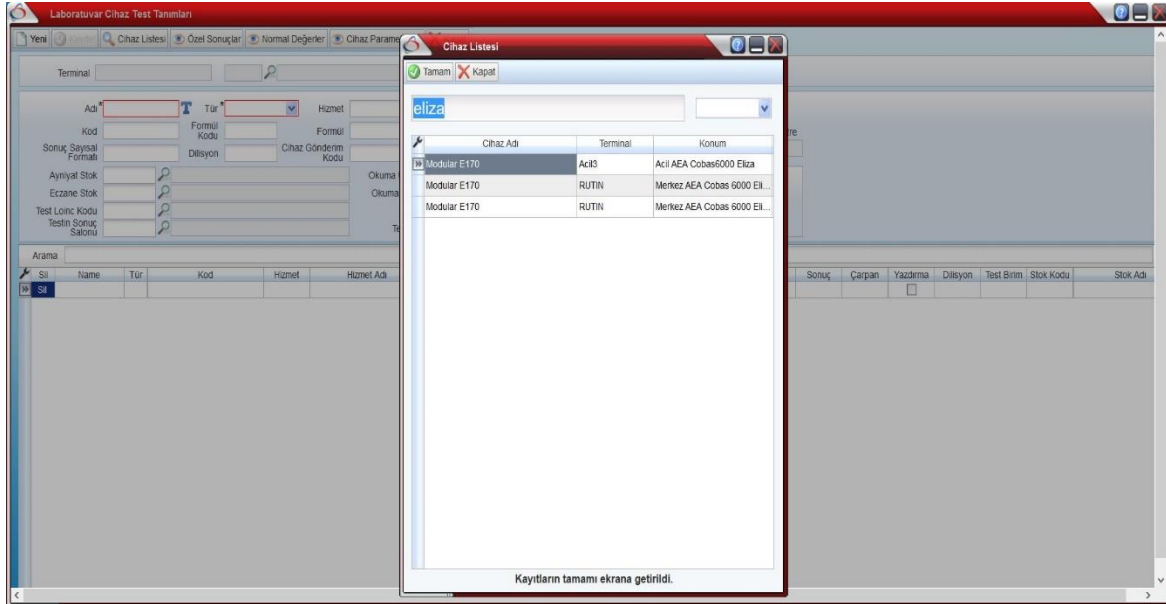 Laboratuvar Cihaz Test Tanımları
Yeni Cihaz Listesi Özel Sonuçlar Normal Değerler Cihaz Parame
Cihaz Listesi
Tamam Kapat
Terminal
eliza
Adı* Tür* Hizmet
Kod Formül Kodu Formül
Sonuç Sayısal Formatı Dilisyon Cihaz Gönderim Kodu
Ayniyat Stok Okuma
Eczane Stok Okuma
Test Loinc Kodu
Testin Sonuç Salonu Te
tre
Cihaz Adı Terminal Konum
Modular E170 Acil3 Acil AEA Cobas6000 Eliza
Modular E170 RUTIN Merkez AEA Cobas 6000 Eli...
Modular E170 RUTIN Merkez AEA Cobas 6000 Eli...
Arama
Sil Name Tür Kod Hizmet Hizmet Adı Sonuç Çarpan Yazdırma Dilisyon Test Birim Stok Kodu Stok Adı
Sil
Kayıtların tamamı ekrana getirildi.